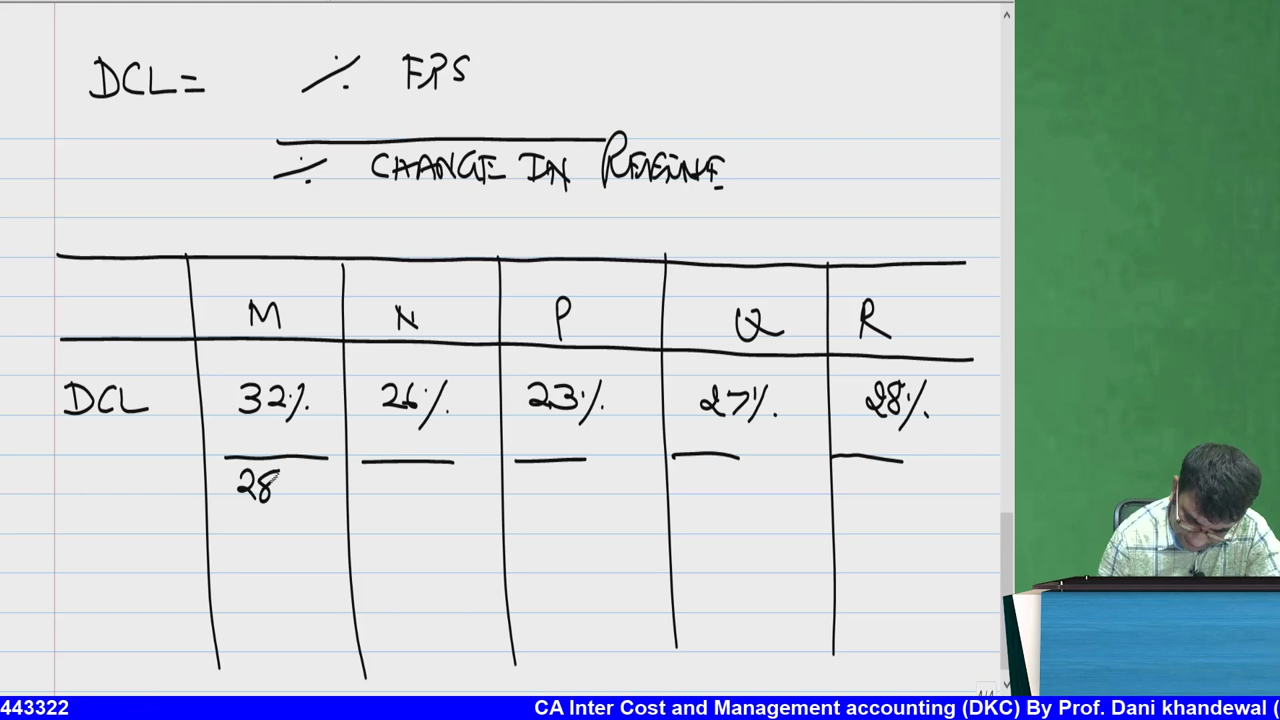 DCL = % EPS
% CHANGE IN REVENUE
M N P Q R
DCL 32% 26% 23% 27% 28%
28
443322 CA Inter Cost and Management accounting (DKC) By Prof. Dani khandewal (